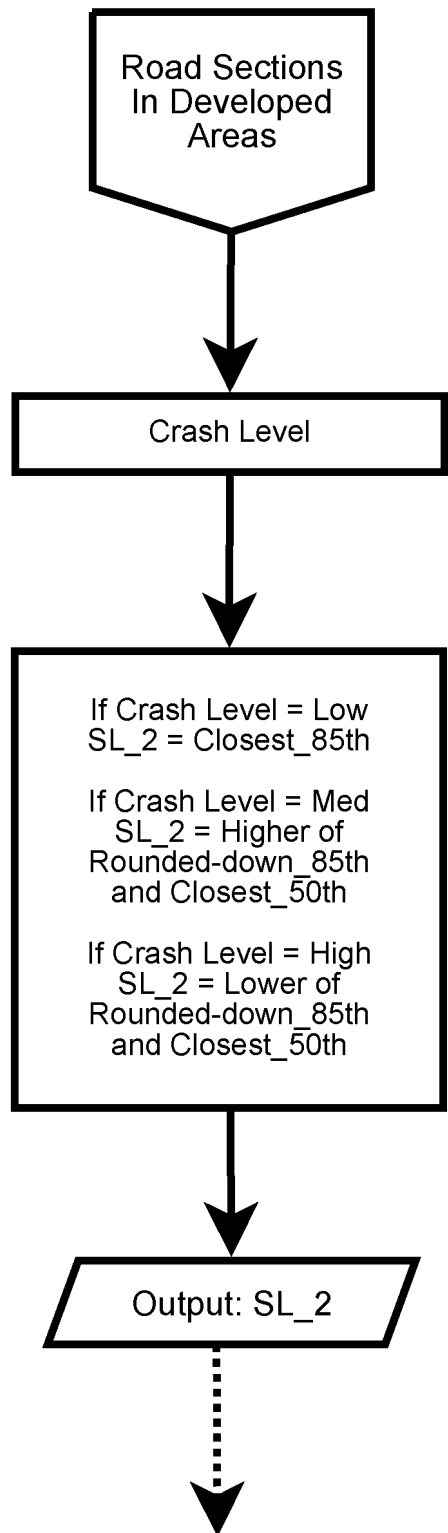 Road Sections
In Developed
Areas
Crash Level
If Crash Level = Low
SL_2 = Closest_85th
If Crash Level = Med
SL_2 = Higher of
Rounded-down_85th
and Closest_50th
If Crash Level = High
SL_2 = Lower of
Rounded-down_85th
and Closest_50th
Output: SL_2